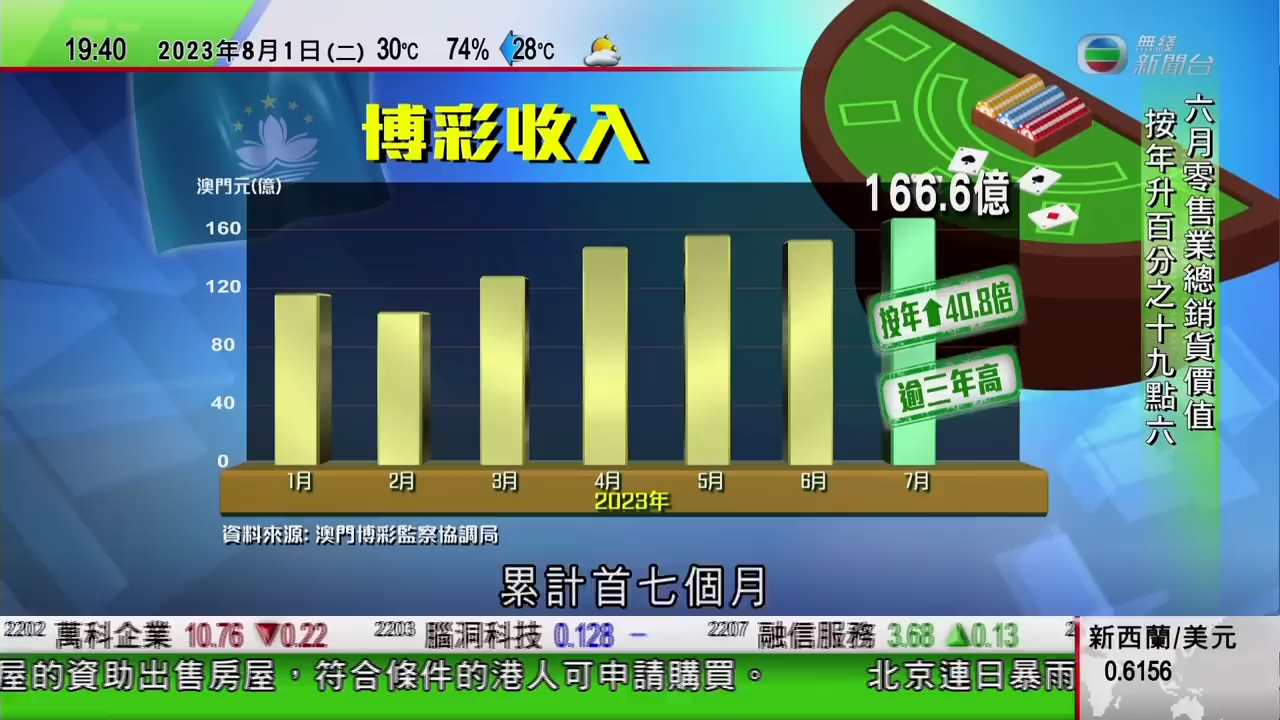 19:40 2023年8月1日(二) 30℃ 74% 28℃
無綫
新聞台
博彩收入
澳門元(億)
160
120
80
40
0
166.6億
按年⬆40.8倍
逾三年高
1月 2月 3月 4月 5月 6月 7月
2023年
資料來源: 澳門博彩監察協調局
六月零售業總銷貨價值
按年升百分之十九點六
累計首七個月
2202 萬科企業 10.76 ▼0.22 2203 腦洞科技 0.128 – 2207 融信服務 3.68 ▲0.13
新西蘭/美元
0.6156
屋的資助出售房屋，符合條件的港人可申請購買。 北京連日暴雨